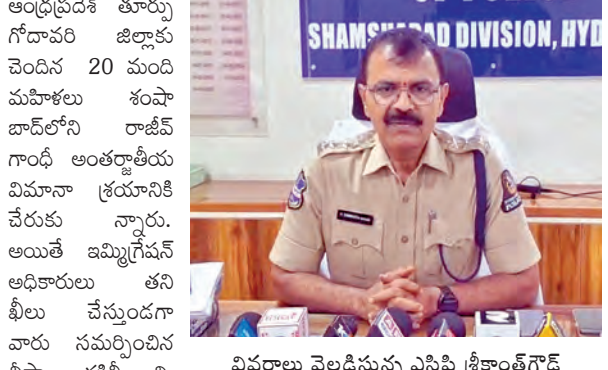 ఆంధ్రప్రదేశ్ తూర్పు
గోదావరి జిల్లాకు
చెందిన 20 మంది
మహిళలు శంషా
బాద్‌లోని రాజీవ్
గాంధీ అంతర్జాతీయ
విమానా శ్రయానికి
చేరుకు న్నారు.
అయితే ఇమ్మిగ్రేషన్
అధికారులు తని
ఖీలు చేస్తుండగా
వారు సమర్పించిన
SHAMSHABAD DIVISION, HYD
వివరాలు వెల్లడిస్తున్న ఎసిపి శ్రీకాంత్‌గౌడ్